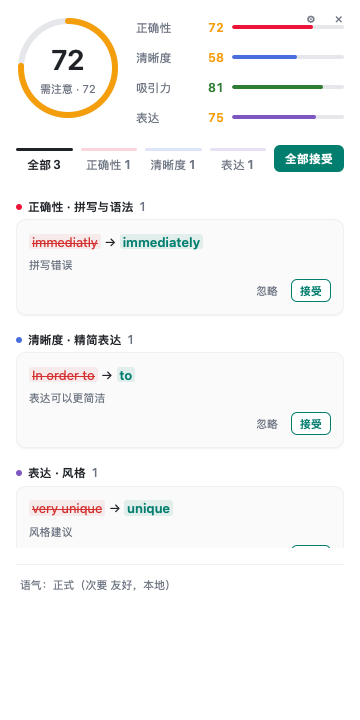 72
需注意 · 72
正确性 72
清晰度 58
吸引力 81
表达 75
全部 3
正确性 1
清晰度 1
表达 1
全部接受
正确性 · 拼写与语法 1
immediatly → immediately
拼写错误
忽略 接受
清晰度 · 精简表达 1
In order to → to
表达可以更简洁
忽略 接受
表达 · 风格 1
very unique → unique
风格建议
语气：正式（次要 友好，本地）